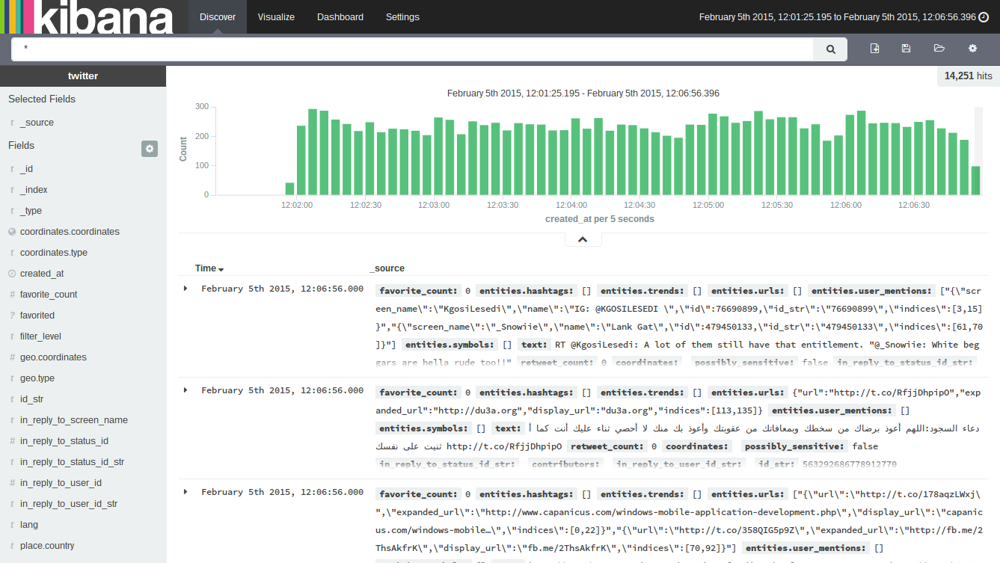 kibana
Discover
Visualize
Dashboard
Settings
February 5th 2015, 12:01:25.195 to February 5th 2015, 12:06:56.396
*
twitter
14,251 hits
Selected Fields
t _source
Fields
t _id
t _index
t _type
coordinates.coordinates
t coordinates.type
created_at
# favorite_count
? favorited
t filter_level
# geo.coordinates
t geo.type
t id_str
t in_reply_to_screen_name
# in_reply_to_status_id
t in_reply_to_status_id_str
# in_reply_to_user_id
t in_reply_to_user_id_str
t lang
t place.country
February 5th 2015, 12:01:25.195 - February 5th 2015, 12:06:56.396
Count
300
200
100
0
12:02:00 12:02:30 12:03:00 12:03:30 12:04:00 12:04:30 12:05:00 12:05:30 12:06:00 12:06:30
created_at per 5 seconds
Time _source
February 5th 2015, 12:06:56.000
favorite_count: 0 entities.hashtags: [] entities.trends: [] entities.urls: [] entities.user_mentions: ["{\"scr
een_name\":\"KgosiLesedi\",\"name\":\"IG: @KGOSILESEDI \",\"id\":76690899,\"id_str\":\"76690899\",\"indices\":[3,15]
}","{\"screen_name\":\"_Snowiie\",\"name\":\"Lank Gat\",\"id\":479450133,\"id_str\":\"479450133\",\"indices\":[61,70
]}"] entities.symbols: [] text: RT @KgosiLesedi: A lot of them still have that entitlement. "@_Snowiie: White beg
gars are hella rude too!!" retweet_count: 0 coordinates: possibly_sensitive: false in_reply_to_status_id_str:
February 5th 2015, 12:06:56.000
favorite_count: 0 entities.hashtags: [] entities.trends: [] entities.urls: {"url":"http://t.co/RfjjDhpipO","exp
anded_url":"http://du3a.org","display_url":"du3a.org","indices":[113,135]} entities.user_mentions: []
entities.symbols: [] text: دعاء السجود:اللهم أعوذ برضاك من سخطك وبمعافاتك من عقوبتك وأعوذ بك منك لا أحصي ثناء عليك أنت كما أ
ثنيت على نفسك http://t.co/RfjjDhpipO retweet_count: 0 coordinates: possibly_sensitive: false
in_reply_to_status_id_str: contributors: in_reply_to_user_id_str: id_str: 563292686778912770
February 5th 2015, 12:06:56.000
favorite_count: 0 entities.hashtags: [] entities.trends: [] entities.urls: ["{\"url\":\"http://t.co/178aqzLWxj\
",\"expanded_url\":\"http://www.capanicus.com/windows-mobile-application-development.php\",\"display_url\":\"capanic
us.com/windows-mobile…\",\"indices\":[0,22]}","{\"url\":\"http://t.co/358QIG5p9Z\",\"expanded_url\":\"http://fb.me/2
ThsAkfrK\",\"display_url\":\"fb.me/2ThsAkfrK\",\"indices\":[70,92]}"] entities.user_mentions: []